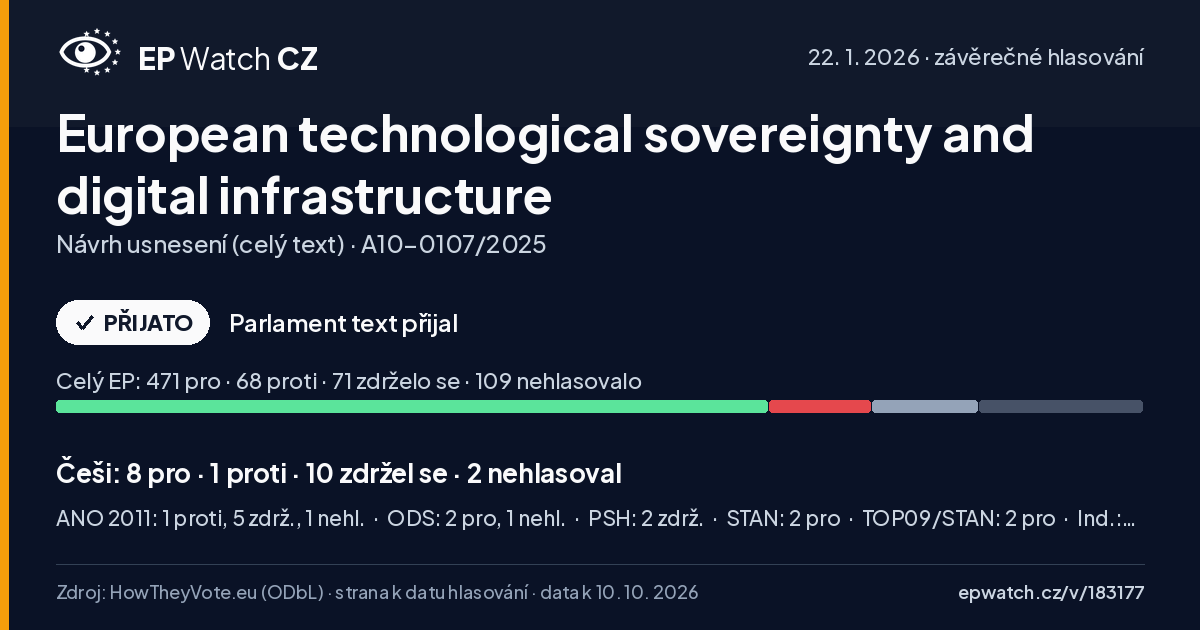 EP Watch CZ
22. 1. 2026 · závěrečné hlasování
European technological sovereignty and
digital infrastructure
Návrh usnesení (celý text) · A10-0107/2025
✓ PŘIJATO
Parlament text přijal
Celý EP: 471 pro · 68 proti · 71 zdrželo se · 109 nehlasovalo
Češi: 8 pro · 1 proti · 10 zdržel se · 2 nehlasoval
ANO 2011: 1 proti, 5 zdrž., 1 nehl. · ODS: 2 pro, 1 nehl. · PSH: 2 zdrž. · STAN: 2 pro · TOP09/STAN: 2 pro · Ind.:…
Zdroj: HowTheyVote.eu (ODbL) · strana k datu hlasování · data k 10. 10. 2026
epwatch.cz/v/183177